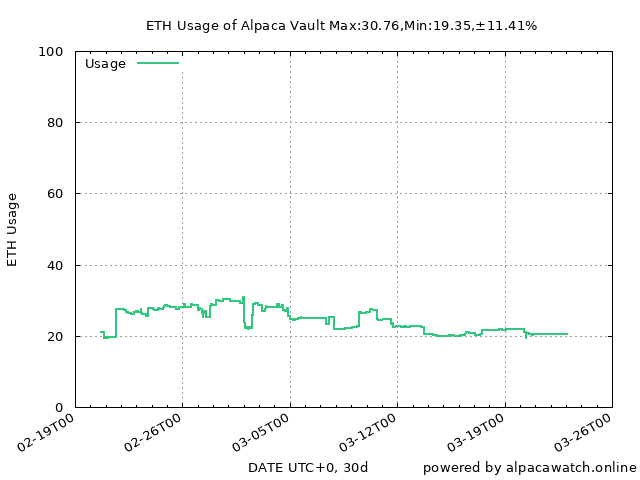 ETH Usage of Alpaca Vault Max:30.76,Min:19.35,±11.41%
100
Usage
80
60
ETH Usage
40
20
0
02-19T00
02-26T00
03-05T00
03-12T00
03-19T00
03-26T00
DATE UTC+0, 30d
powered by alpacawatch.online